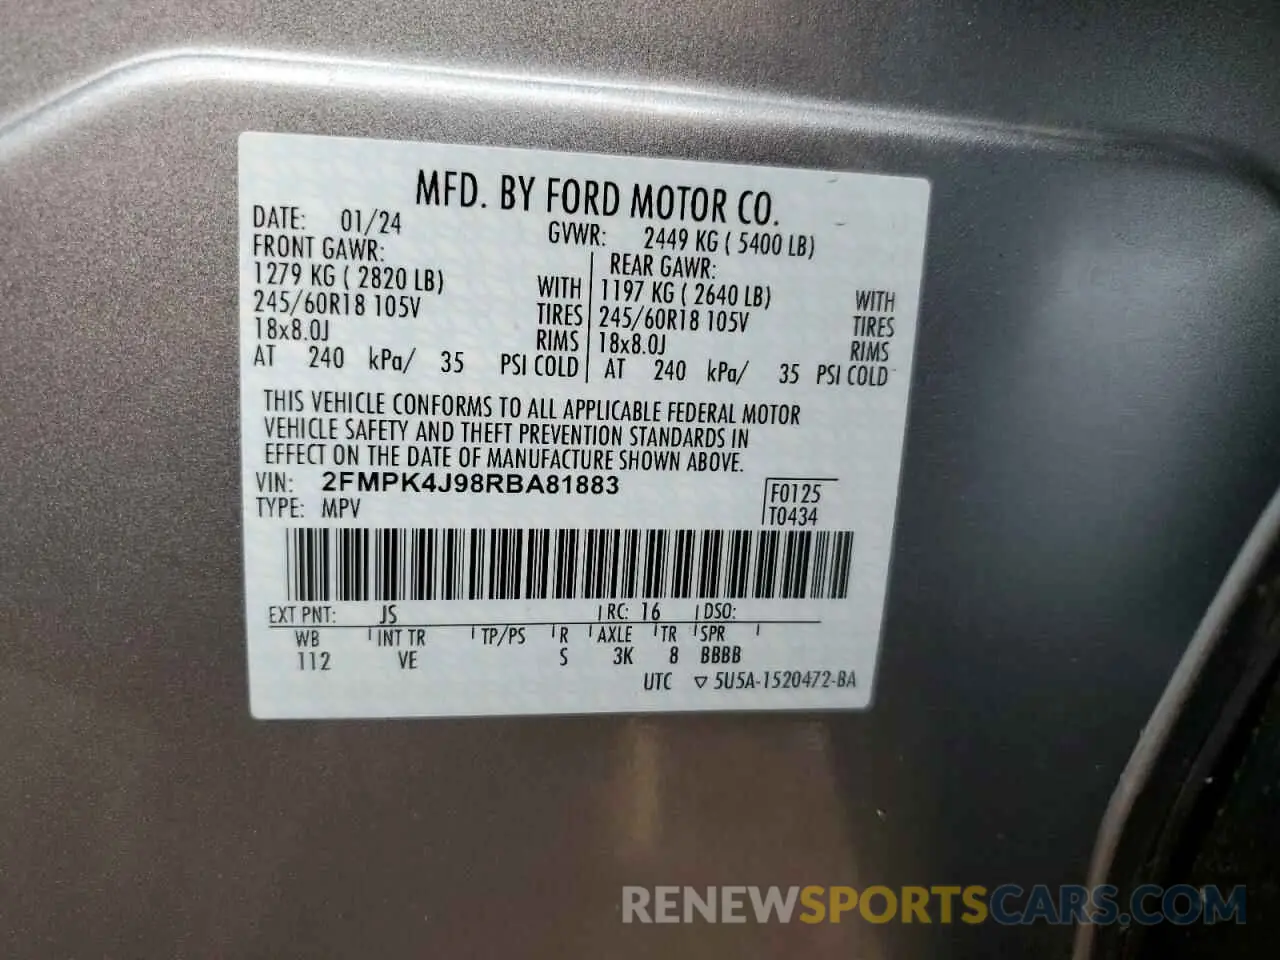 MFD. BY FORD MOTOR CO.
DATE: 01/24 GVWR: 2449 KG ( 5400 LB)
FRONT GAWR: REAR GAWR:
1279 KG ( 2820 LB) WITH 1197 KG ( 2640 LB) WITH
245/60R18 105V TIRES 245/60R18 105V TIRES
18x8.0J RIMS 18x8.0J RIMS
AT 240 kPa/ 35 PSI COLD AT 240 kPa/ 35 PSI COLD
THIS VEHICLE CONFORMS TO ALL APPLICABLE FEDERAL MOTOR
VEHICLE SAFETY AND THEFT PREVENTION STANDARDS IN
EFFECT ON THE DATE OF MANUFACTURE SHOWN ABOVE.
VIN: 2FMPK4J98RBA81883 F0125
TYPE: MPV T0434
EXT PNT: JS RC: 16 DSO:
WB INT TR TP/PS R AXLE TR SPR
112 VE S 3K 8 BBBB
UTC ▽ 5U5A-1520472-BA
RENEWSPORTSCARS.COM